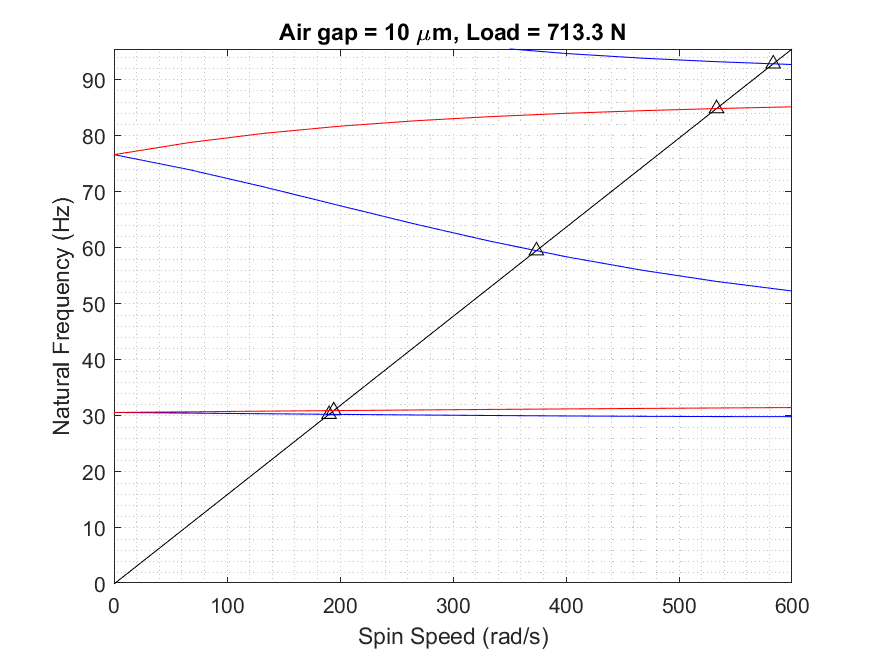 Air gap = 10 μm, Load = 713.3 N
Natural Frequency (Hz)
90
80
70
60
50
40
30
20
10
0
0 100 200 300 400 500 600
Spin Speed (rad/s)